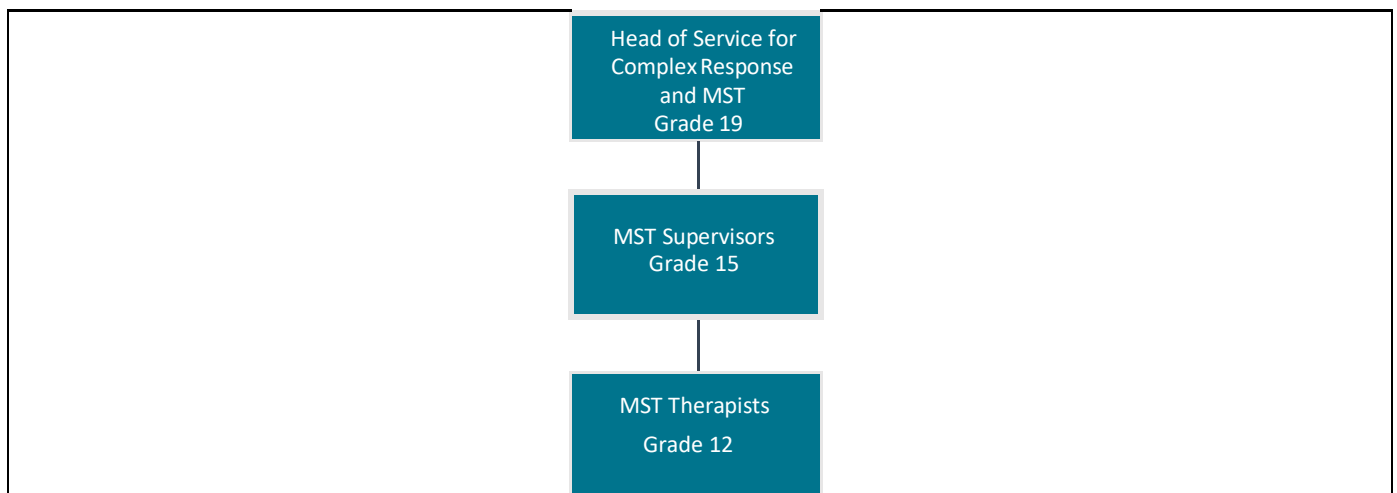 Head of Service for
Complex Response
and MST
Grade 19
MST Supervisors
Grade 15
MST Therapists
Grade 12